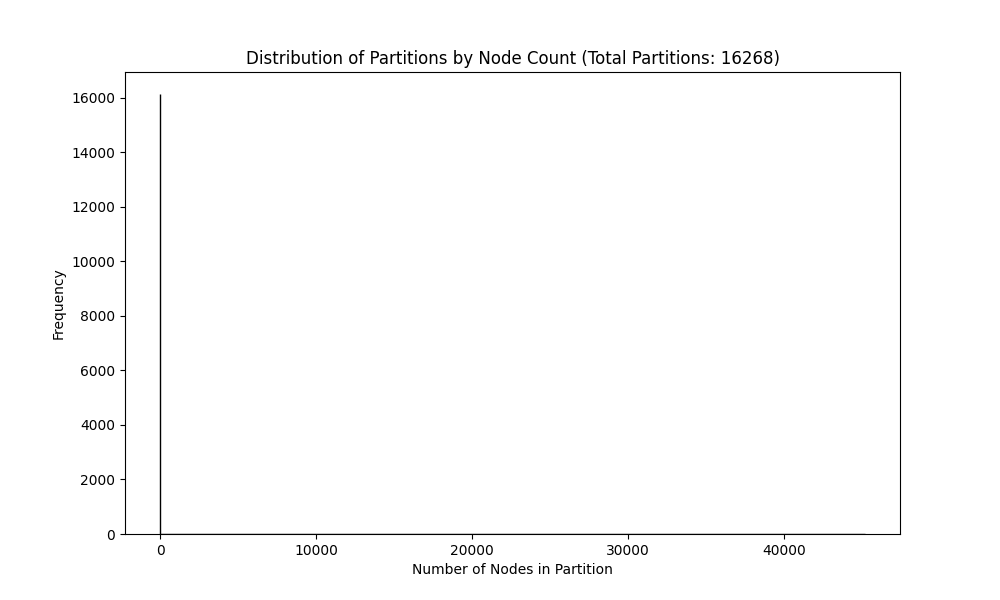 Distribution of Partitions by Node Count (Total Partitions: 16268)
16000
14000
12000
10000
8000
6000
4000
2000
0
Frequency
0 10000 20000 30000 40000
Number of Nodes in Partition